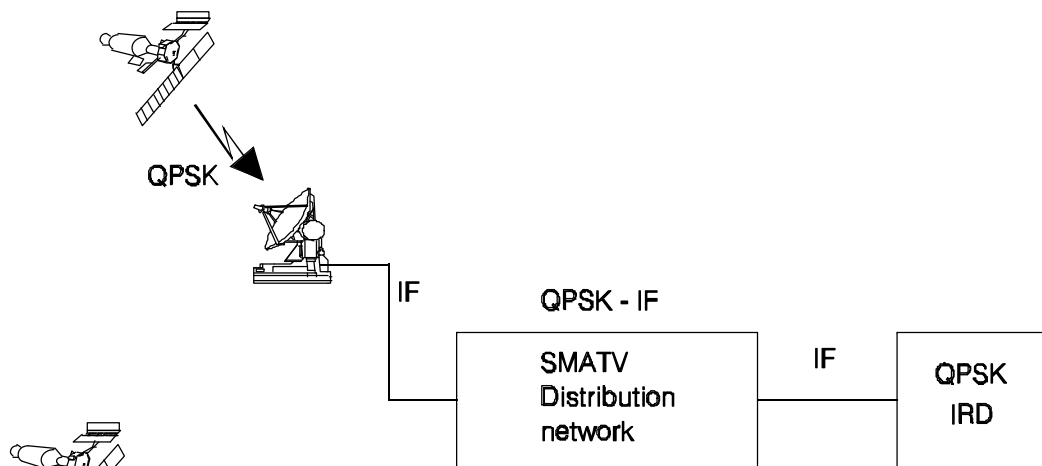 QPSK
IF
QPSK - IF
SMATV
Distribution
network
IF
QPSK
IRD